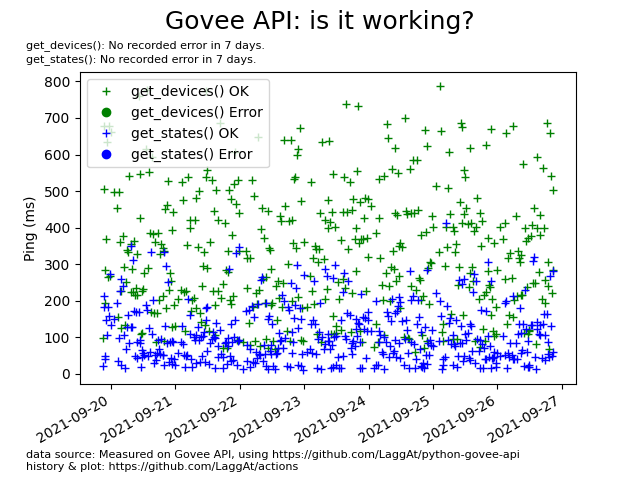 Govee API: is it working?
get_devices(): No recorded error in 7 days.
get_states(): No recorded error in 7 days.
get_devices() OK
get_devices() Error
get_states() OK
get_states() Error
Ping (ms)
800
700
600
500
400
300
200
100
0
2021-09-20
2021-09-21
2021-09-22
2021-09-23
2021-09-24
2021-09-25
2021-09-26
2021-09-27
data source: Measured on Govee API, using https://github.com/LaggAt/python-govee-api
history & plot: https://github.com/LaggAt/actions